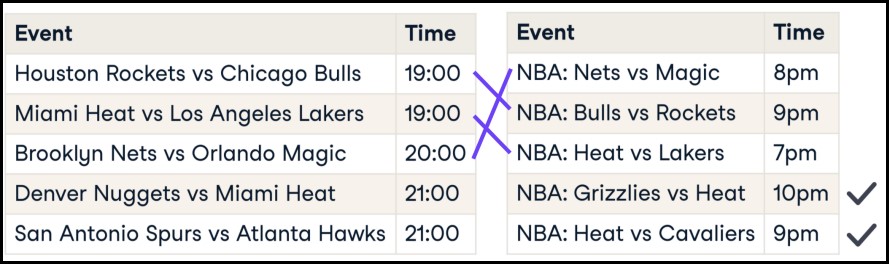 Event Time
Houston Rockets vs Chicago Bulls 19:00
Miami Heat vs Los Angeles Lakers 19:00
Brooklyn Nets vs Orlando Magic 20:00
Denver Nuggets vs Miami Heat 21:00
San Antonio Spurs vs Atlanta Hawks 21:00
Event Time
NBA: Nets vs Magic 8pm
NBA: Bulls vs Rockets 9pm
NBA: Heat vs Lakers 7pm
NBA: Grizzlies vs Heat 10pm
NBA: Heat vs Cavaliers 9pm